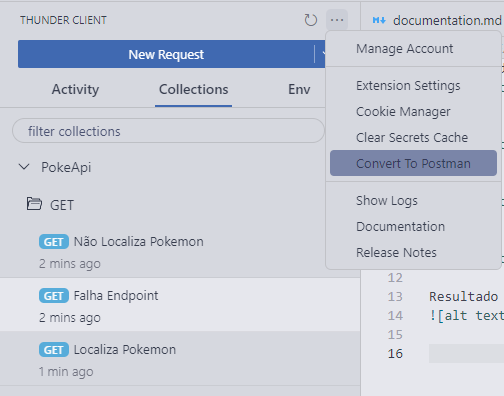 THUNDER CLIENT
documentation.md
New Request
Activity
Collections
Env
filter collections
PokeApi
GET
GET Não Localiza Pokemon
2 mins ago
GET Falha Endpoint
2 mins ago
GET Localiza Pokemon
1 min ago
Manage Account
Extension Settings
Cookie Manager
Clear Secrets Cache
Convert To Postman
Show Logs
Documentation
Release Notes
12
13 Resultado
14 ![alt text
15
16